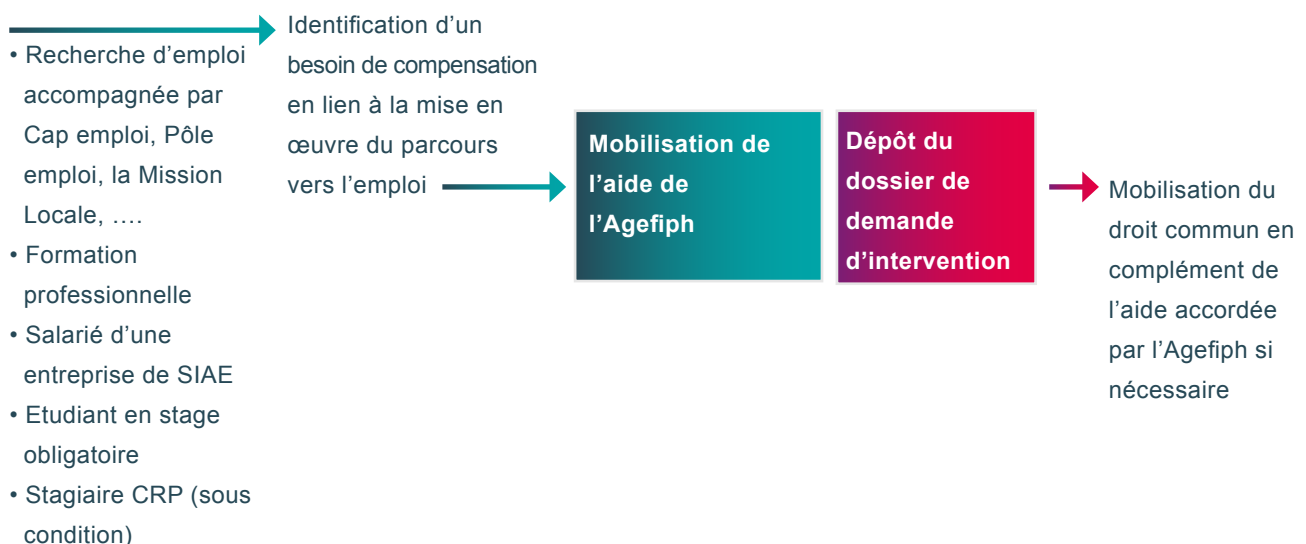 • Recherche d’emploi
accompagnée par
Cap emploi, Pôle
emploi, la Mission
Locale, ….
• Formation
professionnelle
• Salarié d’une
entreprise de SIAE
• Etudiant en stage
obligatoire
• Stagiaire CRP (sous
condition)
Identification d’un
besoin de compensation
en lien à la mise en
œuvre du parcours
vers l’emploi
Mobilisation de
l’aide de
l’Agefiph
Dépôt du
dossier de
demande
d’intervention
Mobilisation du
droit commun en
complément de
l’aide accordée
par l’Agefiph si
nécessaire